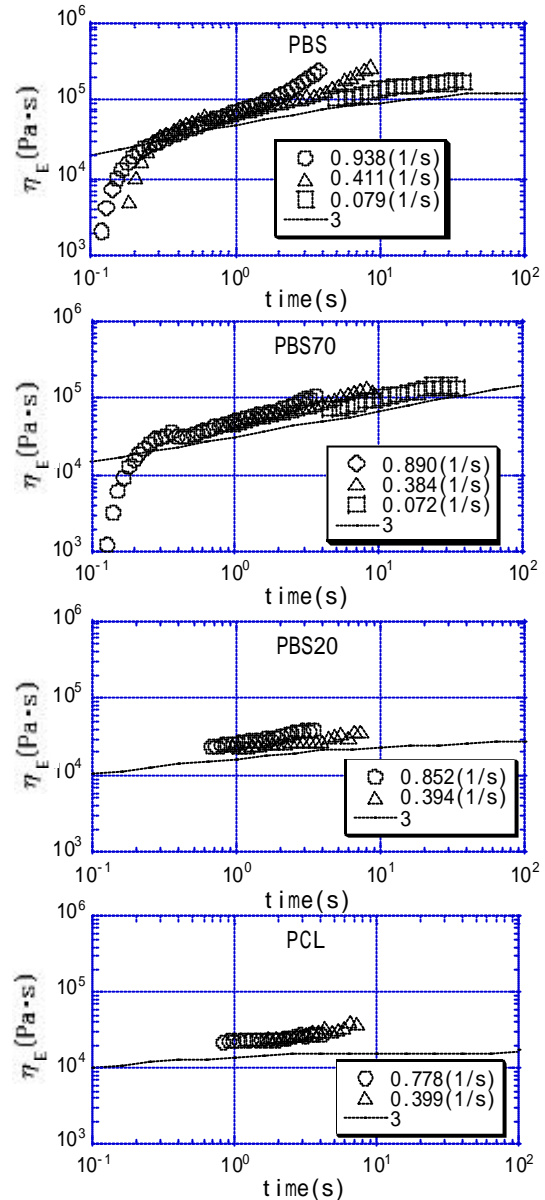 PBS
η_E(Pa·s)
10^6
10^5
10^4
10^3
0.938(1/s)
0.411(1/s)
0.079(1/s)
3
10^-1 10^0 10^1 10^2
time(s)
PBS70
η_E(Pa·s)
10^6
10^5
10^4
10^3
0.890(1/s)
0.384(1/s)
0.072(1/s)
3
10^-1 10^0 10^1 10^2
time(s)
PBS20
η_E(Pa·s)
10^6
10^5
10^4
10^3
0.852(1/s)
0.394(1/s)
3
10^-1 10^0 10^1 10^2
time(s)
PCL
η_E(Pa·s)
10^6
10^5
10^4
10^3
0.778(1/s)
0.399(1/s)
3
10^-1 10^0 10^1 10^2
time(s)